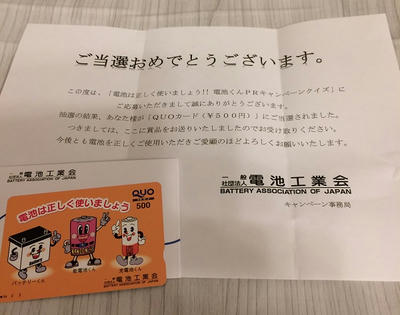 ご当選おめでとうございます。
この度は、「電池は正しく使いましょう!! 電池くんPRキャンペーンクイズ」に
ご応募いただきまして誠にありがとうございます。
抽選の結果、あなた様が「QUOカード(¥500円)」にご当選されました。
つきましては、ここに賞品をお送りいたしましたのでお受け取りください。
今後とも電池を正しくご使用いただきご愛顧のほどよろしくお願いいたします。
一般社団法人 電池工業会
BATTERY ASSOCIATION OF JAPAN
キャンペーン事務局
電池工業会
BATTERY ASSOCIATION OF JAPAN
電池は正しく使いましょう
QUO
500
バッテリーくん
乾電池くん
充電池くん
電池工業会
BATTERY ASSOCIATION OF JAPAN